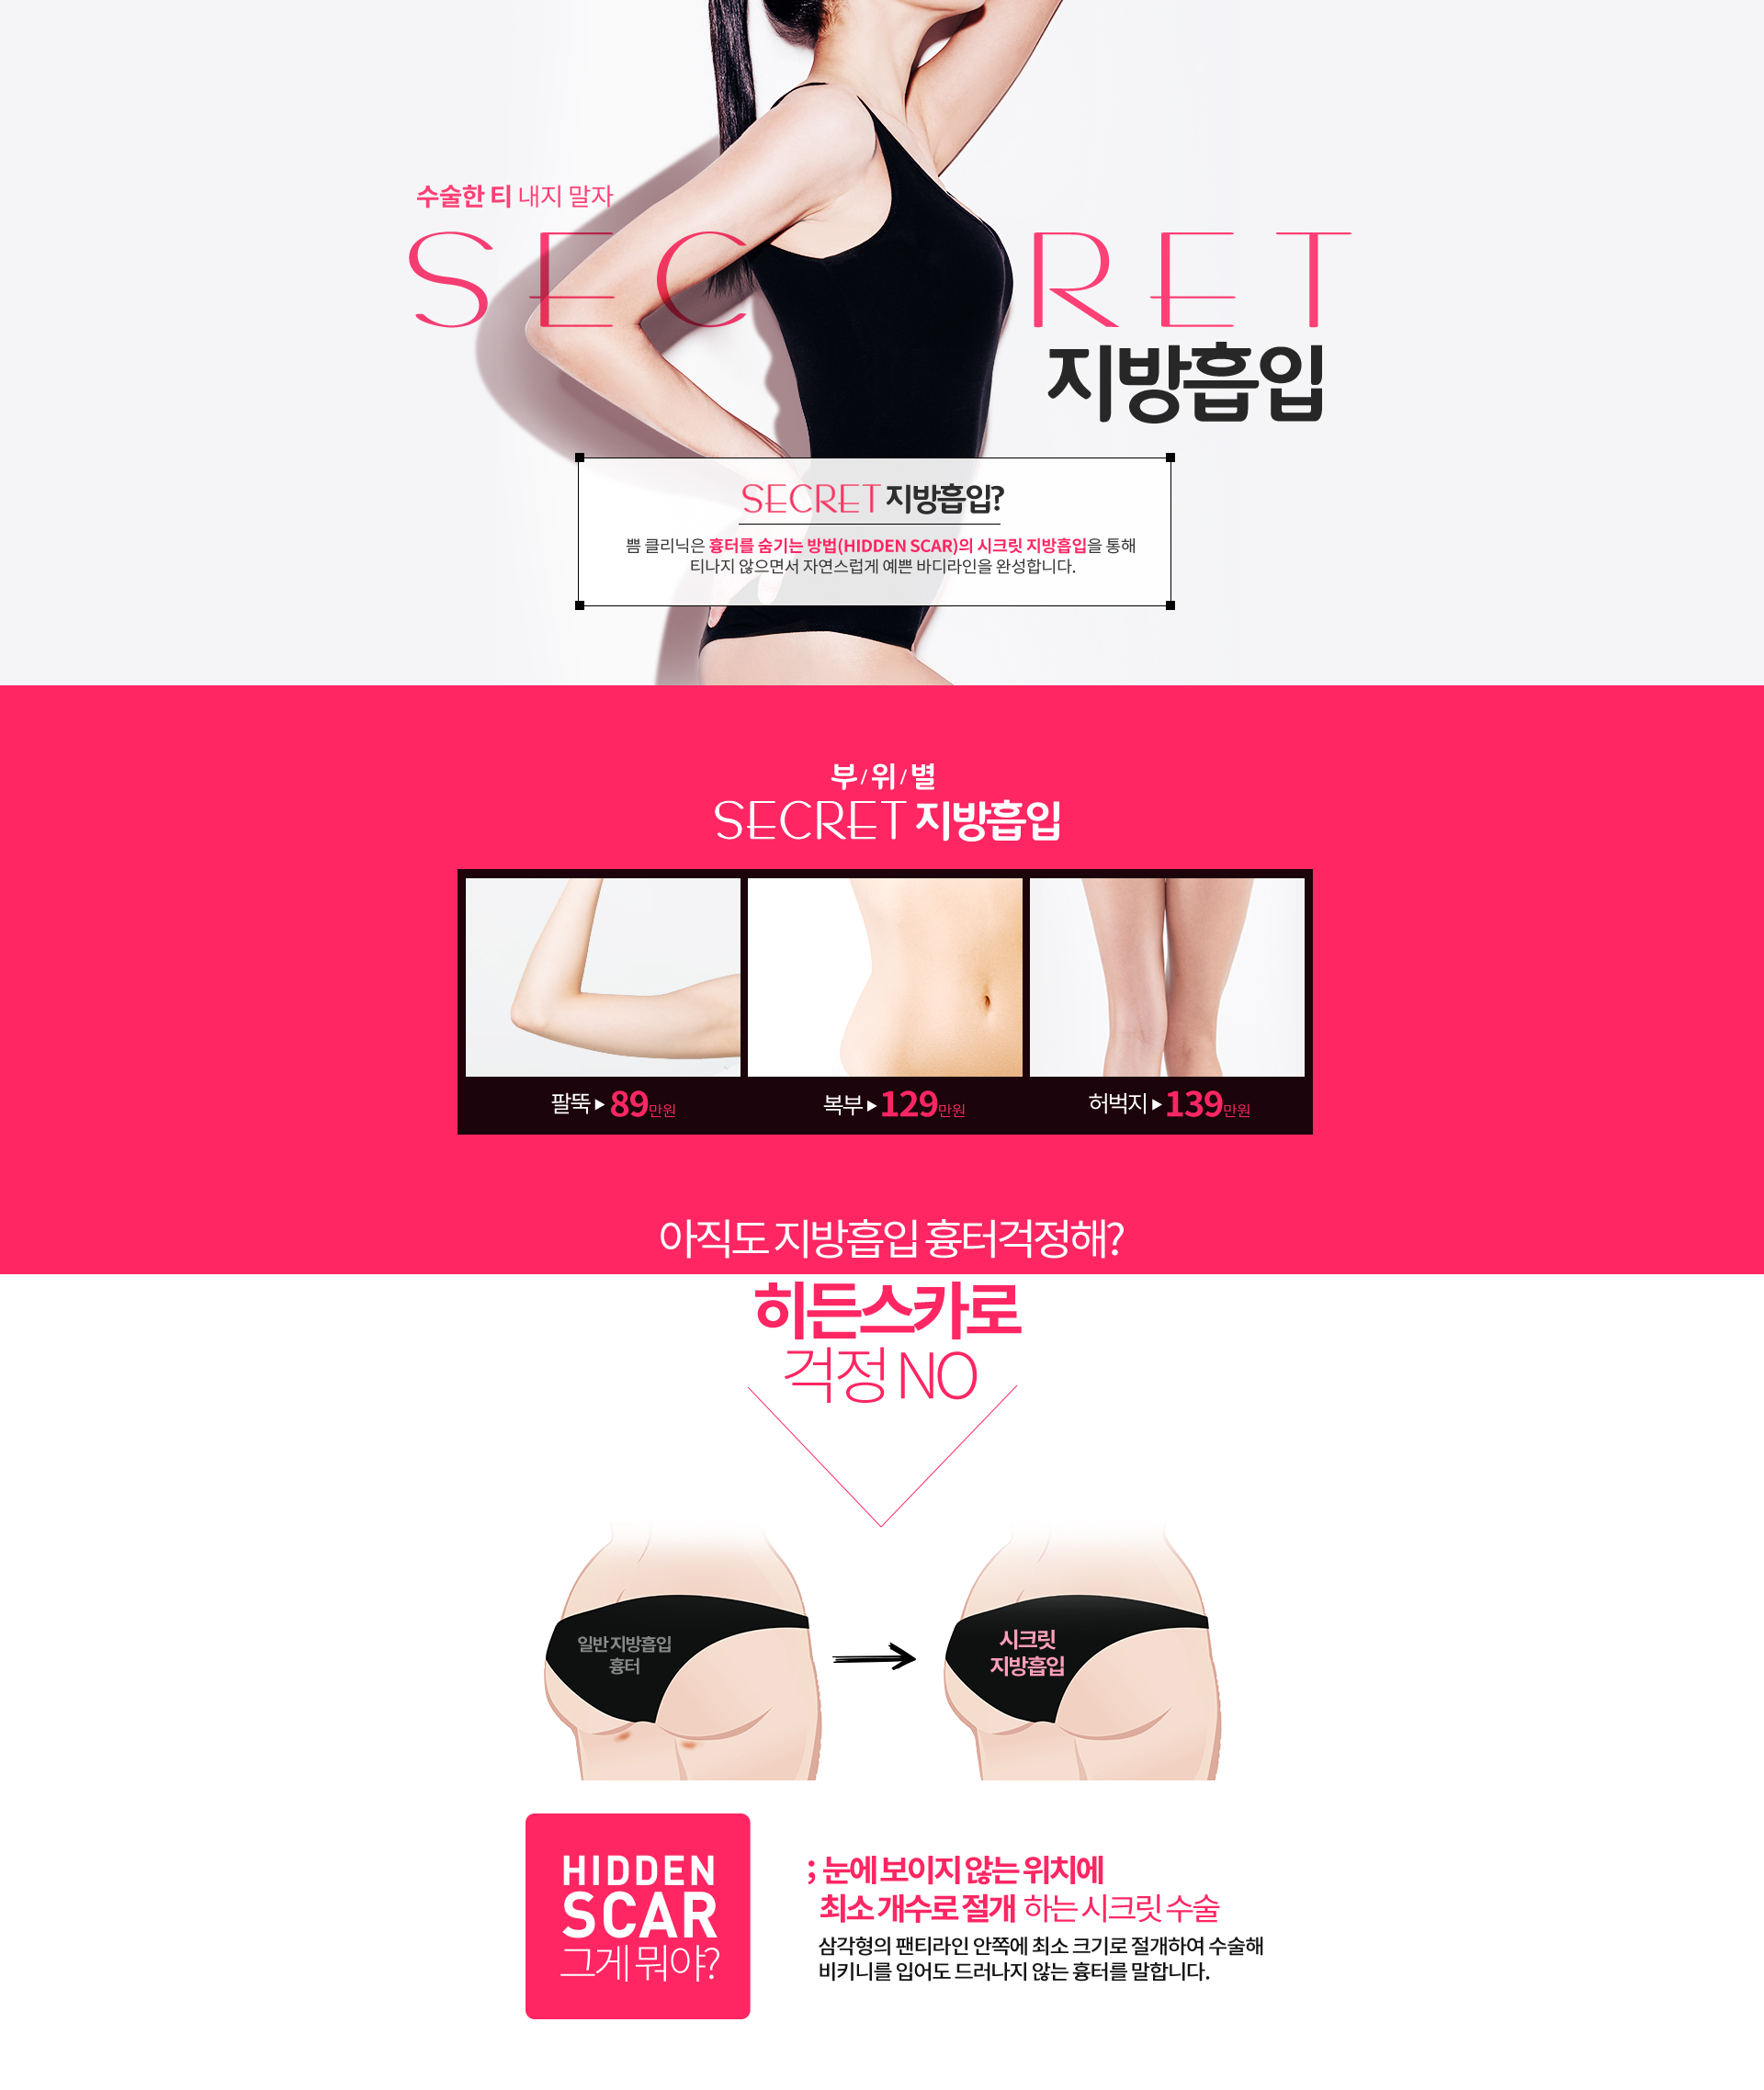 수술한 티 내지 말자
SECRET
지방흡입
SECRET 지방흡입?
쁨 클리닉은 흉터를 숨기는 방법(HIDDEN SCAR)의 시크릿 지방흡입을 통해
티나지 않으면서 자연스럽게 예쁜 바디라인을 완성합니다.
부/위/별
SECRET 지방흡입
팔뚝▶89만원
복부▶129만원
허벅지▶139만원
아직도 지방흡입 흉터걱정해?
히든스카로
걱정 NO
일반 지방흡입
흉터
시크릿
지방흡입
HIDDEN
SCAR
그게 뭐야?
; 눈에 보이지 않는 위치에
최소 개수로 절개 하는 시크릿 수술
삼각형의 팬티라인 안쪽에 최소 크기로 절개하여 수술해
비키니를 입어도 드러나지 않는 흉터를 말합니다.